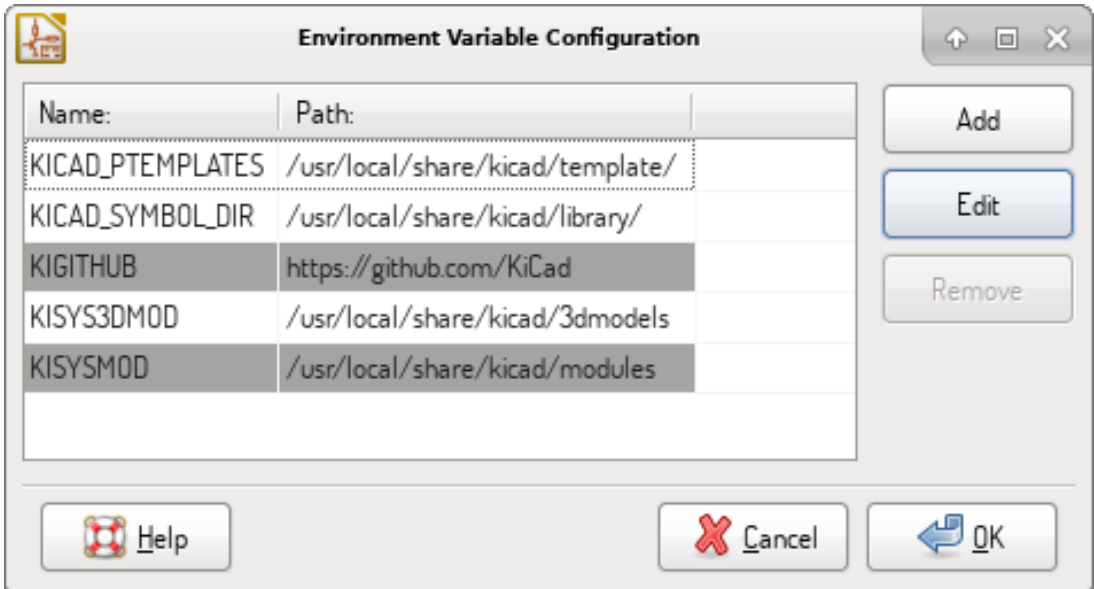 Environment Variable Configuration
Name: Path:
Add
KICAD_PTEMPLATES /usr/local/share/kicad/template/
Edit
KICAD_SYMBOL_DIR /usr/local/share/kicad/library/
KIGITHUB https://github.com/KiCad
Remove
KISYS3DMOD /usr/local/share/kicad/3dmodels
KISYSMOD /usr/local/share/kicad/modules
Help Cancel OK